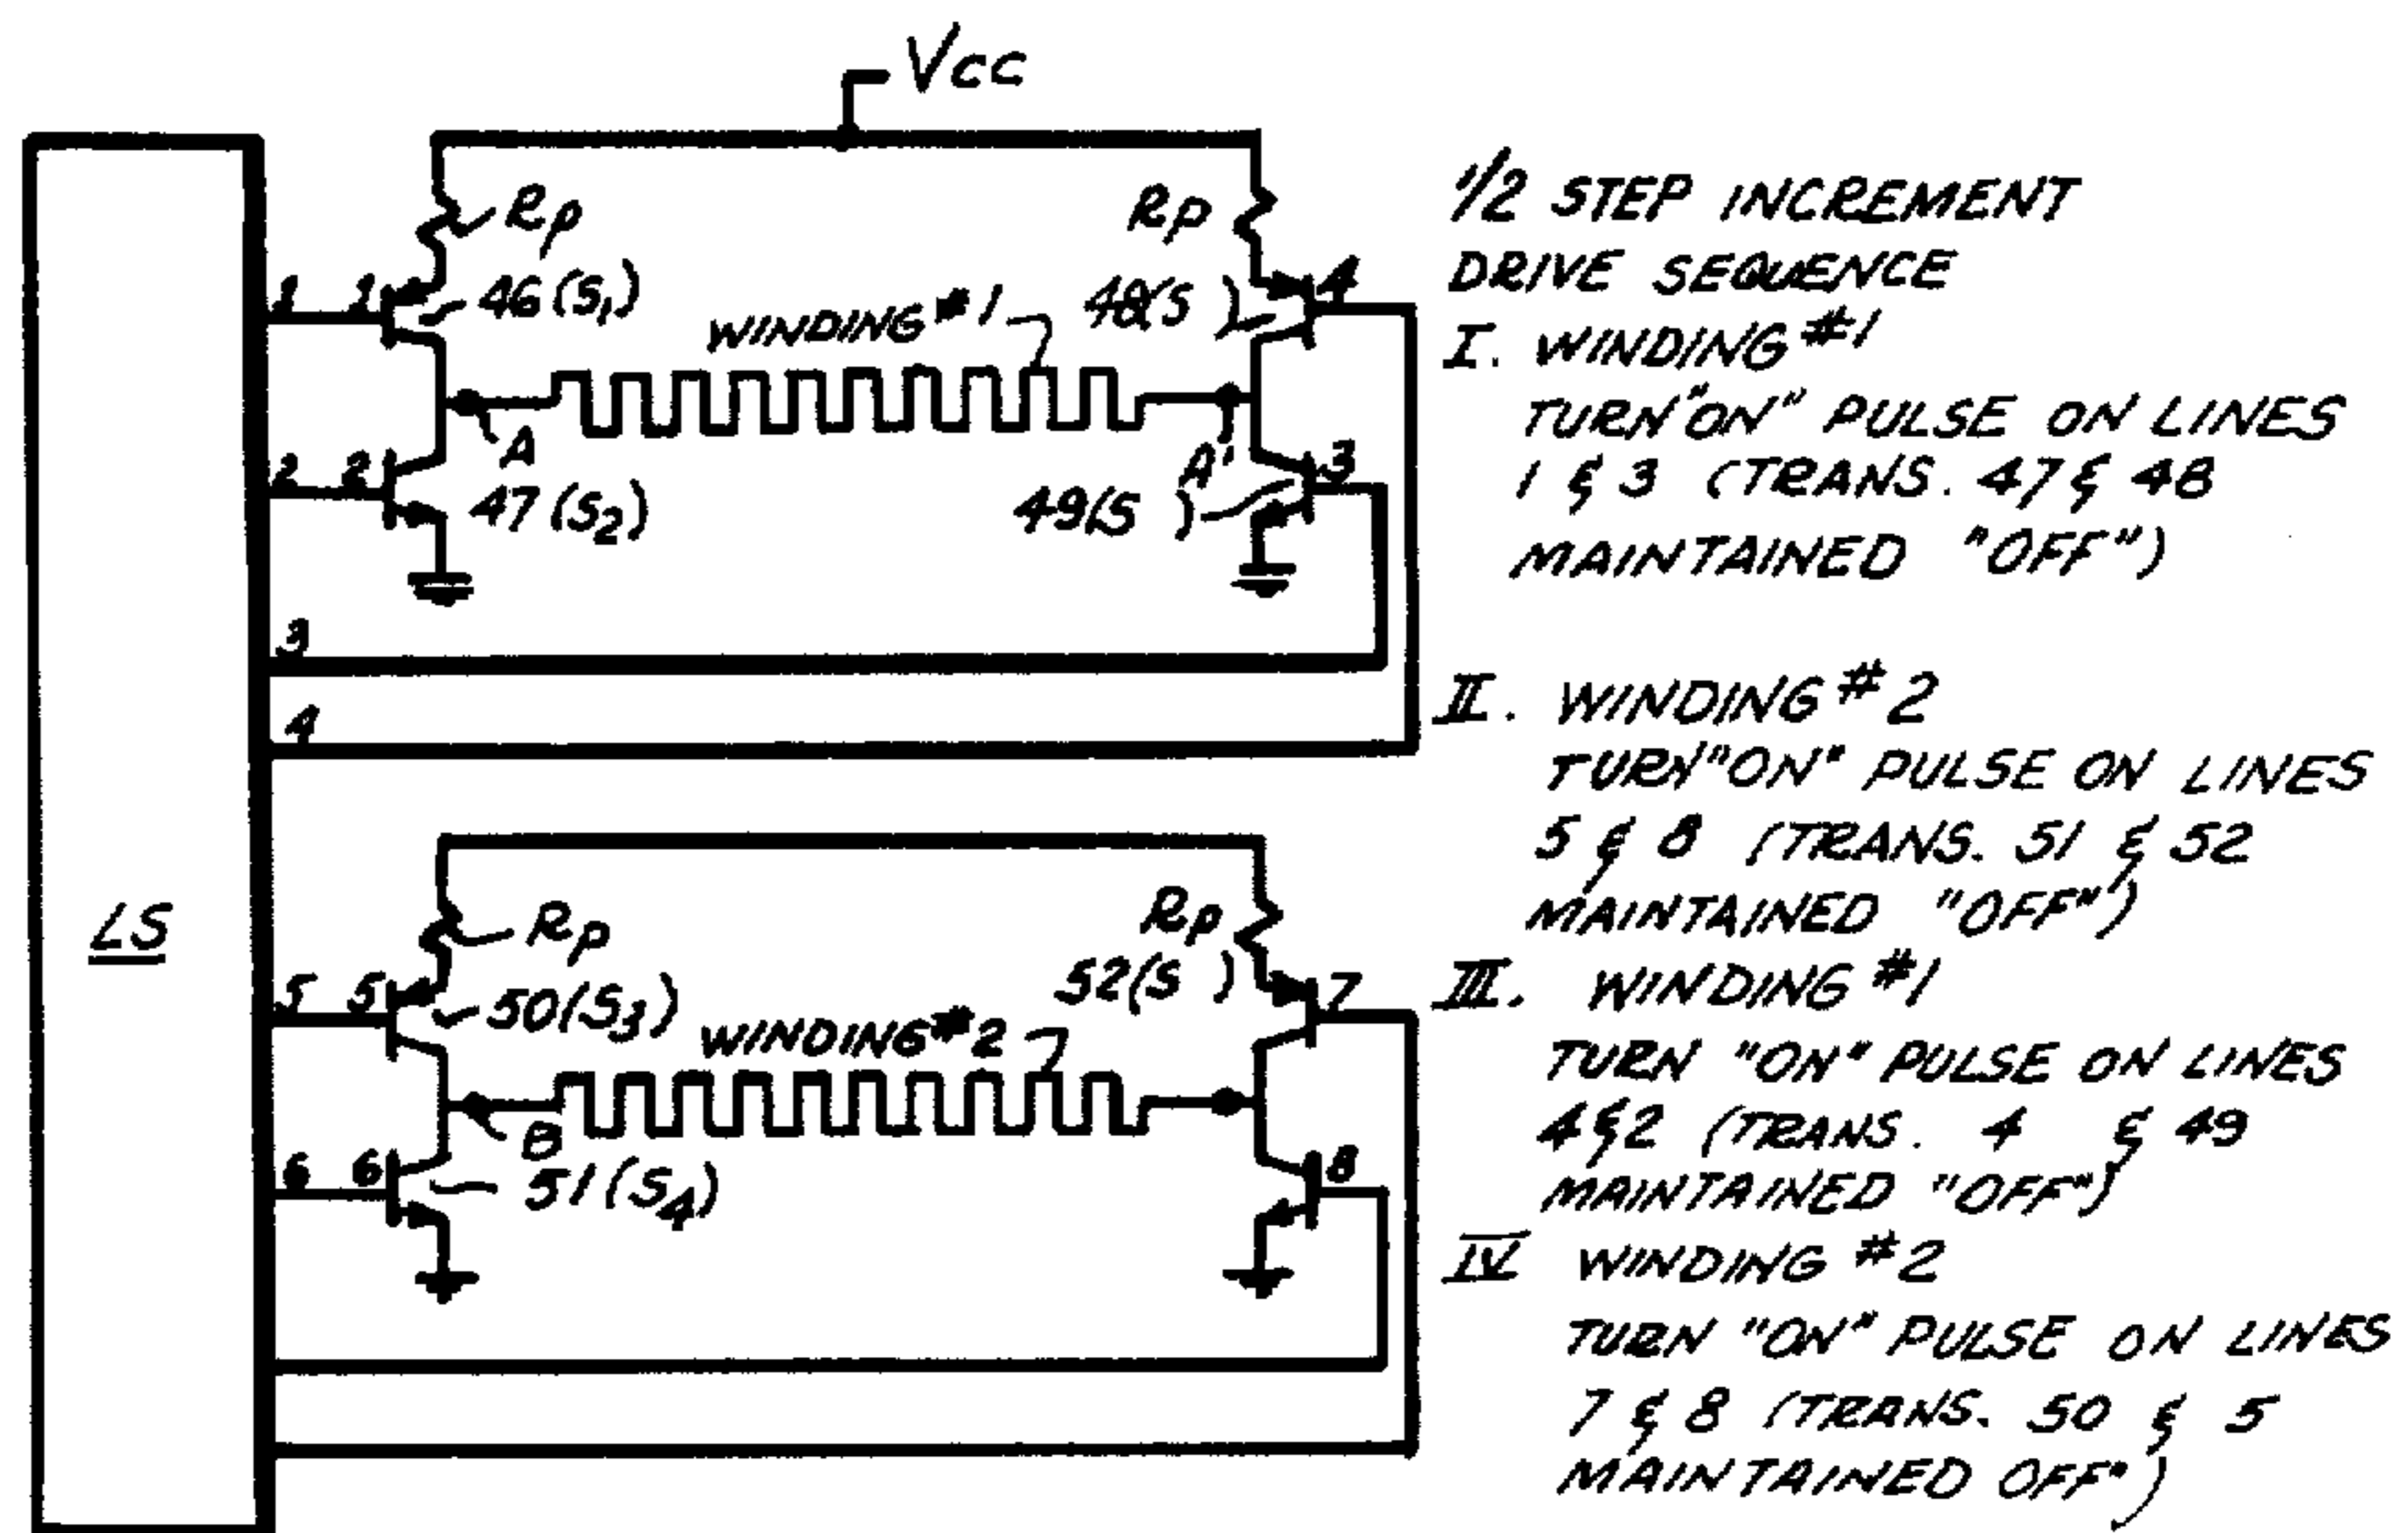 Vcc
Rp
Rp
1 1
46(S1)
WINDING #1
48(S )
4
A
A'
2 2
47(S2)
49(S )
3
3
4
LS
Rp
Rp
5 5
50(S3)
WINDING #2
52(S )
7
B
6 6
51(S4)
8
1/2 STEP INCREMENT
DRIVE SEQUENCE
I. WINDING #1
TURN "ON" PULSE ON LINES
1 & 3 (TRANS. 47 & 48
MAINTAINED "OFF")
II. WINDING #2
TURN "ON" PULSE ON LINES
5 & 8 (TRANS. 51 & 52
MAINTAINED "OFF")
III. WINDING #1
TURN "ON" PULSE ON LINES
4 & 2 (TRANS. 4 & 49
MAINTAINED "OFF")
IV WINDING #2
TURN "ON" PULSE ON LINES
7 & 8 (TRANS. 50 & 5
MAINTAINED OFF")